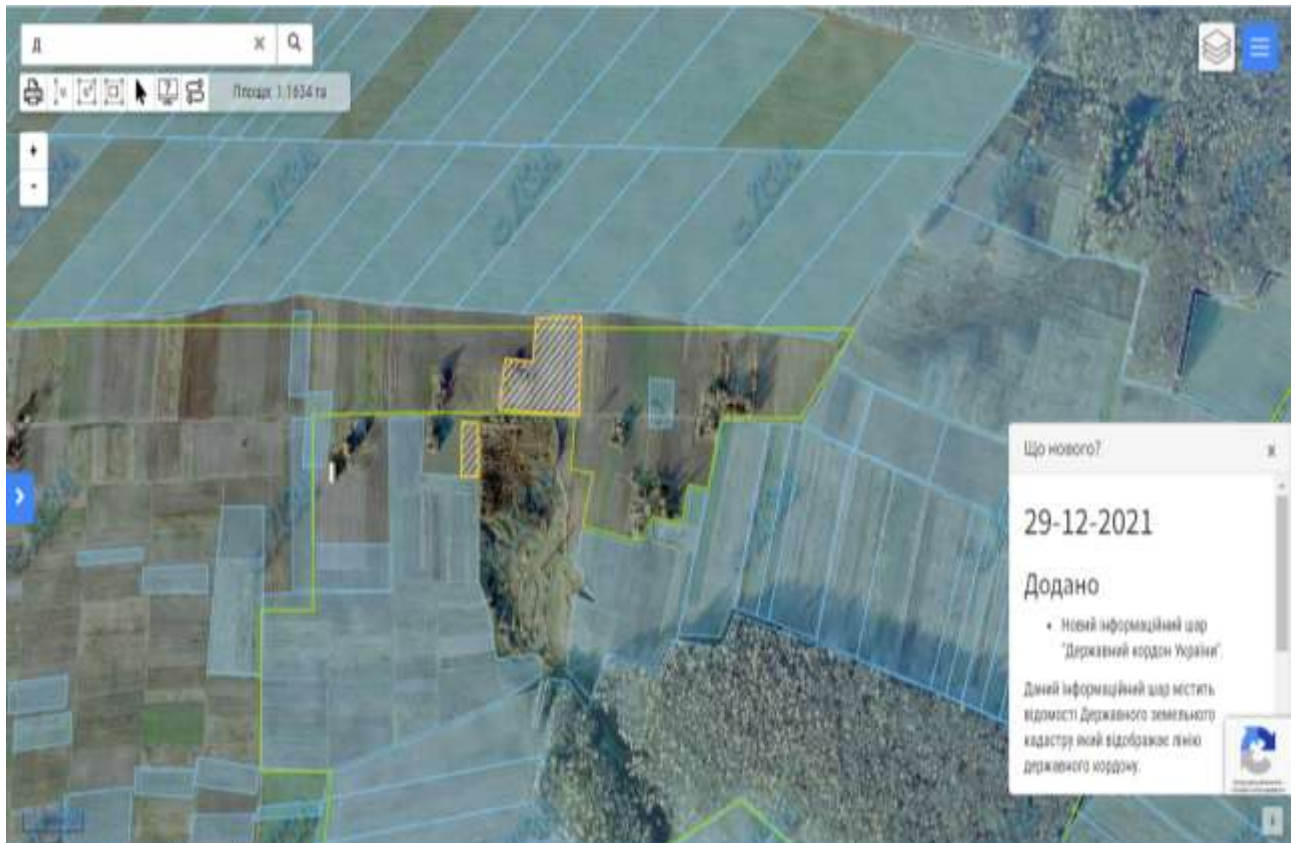 Д
Площа: 1.1634 га
+
-
Що нового?
x
29-12-2021
Додано
• Новий інформаційний шар
"Державний кордон України".
Даний інформаційний шар містить
відомості Державного земельного
кадастру який відображає лінію
державного кордону.